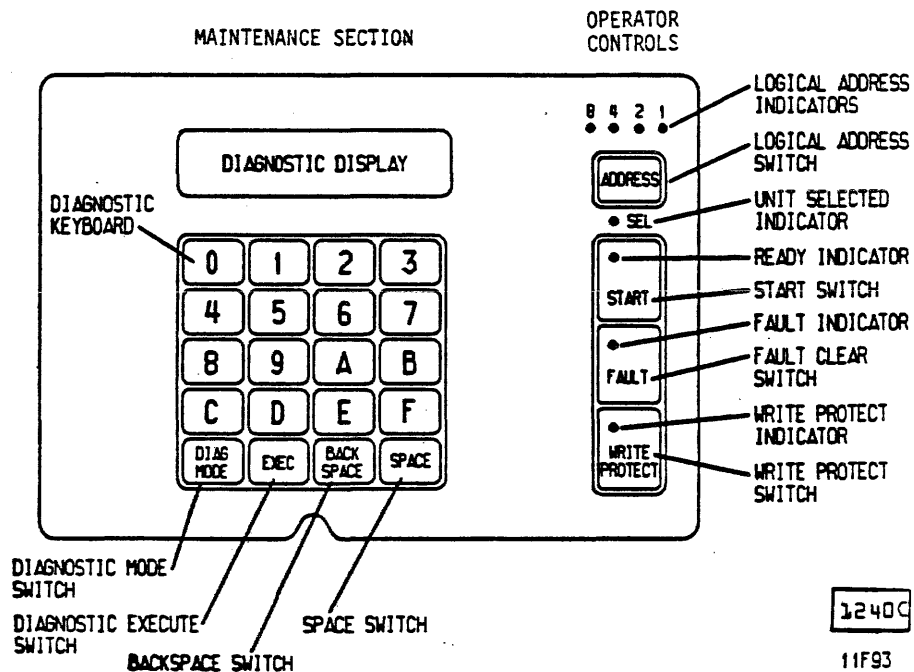 MAINTENANCE SECTION
OPERATOR
CONTROLS
8 4 2 1
LOGICAL ADDRESS
INDICATORS
DIAGNOSTIC DISPLAY
ADDRESS
LOGICAL ADDRESS
SWITCH
SEL
UNIT SELECTED
INDICATOR
DIAGNOSTIC
KEYBOARD
0 1 2 3
4 5 6 7
8 9 A B
C D E F
DIAG
MODE
EXEC
BACK
SPACE
SPACE
READY INDICATOR
START
START SWITCH
FAULT INDICATOR
FAULT
FAULT CLEAR
SWITCH
WRITE PROTECT
INDICATOR
WRITE
PROTECT
WRITE PROTECT
SWITCH
DIAGNOSTIC MODE
SWITCH
DIAGNOSTIC EXECUTE
SWITCH
BACKSPACE SWITCH
SPACE SWITCH
1240C
11F93